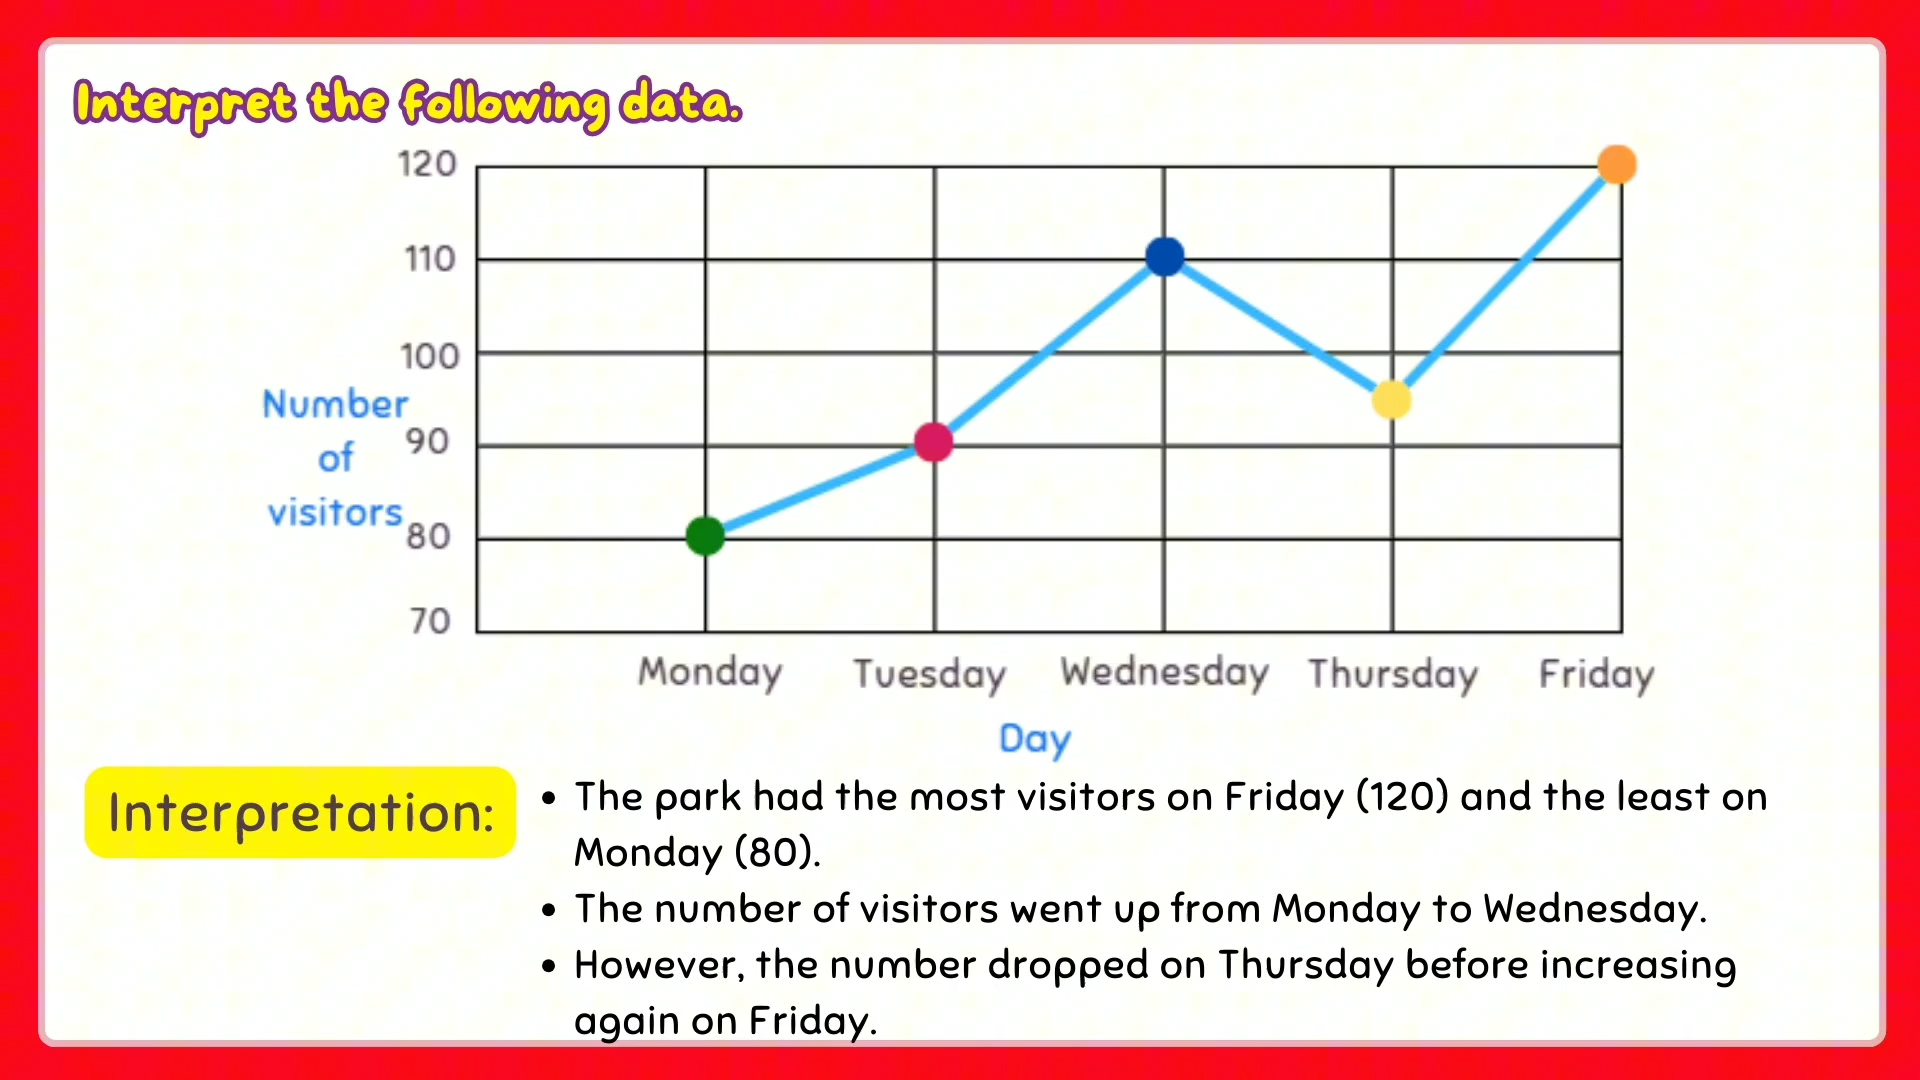 Interpret the following data.
120
110
100
90
80
70
Number
of
visitors
Monday Tuesday Wednesday Thursday Friday
Day
Interpretation:
• The park had the most visitors on Friday (120) and the least on
Monday (80).
• The number of visitors went up from Monday to Wednesday.
• However, the number dropped on Thursday before increasing
again on Friday.